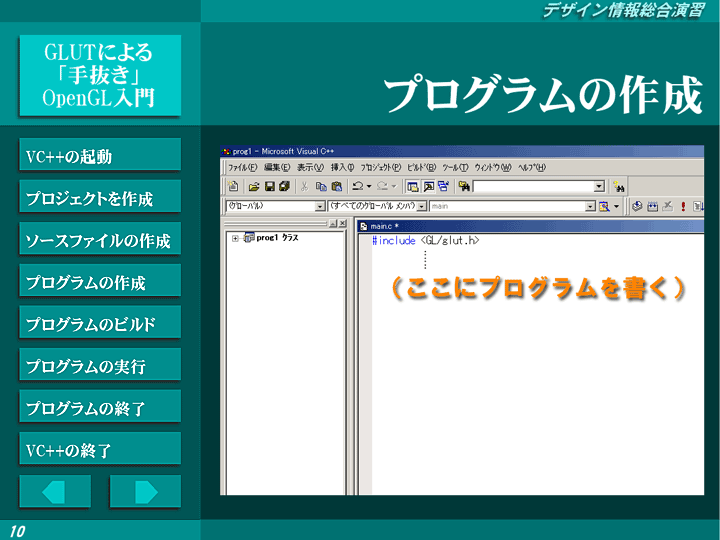 デザイン情報総合演習
GLUTによる
「手抜き」
OpenGL入門
プログラムの作成
VC++の起動
プロジェクトを作成
ソースファイルの作成
プログラムの作成
プログラムのビルド
プログラムの実行
プログラムの終了
VC++の終了
prog1 - Microsoft Visual C++
ファイル(F) 編集(E) 表示(V) 挿入(I) プロジェクト(P) ビルド(B) ツール(T) ウィンドウ(W) ヘルプ(H)
(グローバル) (すべてのグローバル メンバ) main
prog1 クラス
main.c *
#include <GL/glut.h>
(ここにプログラムを書く)
10